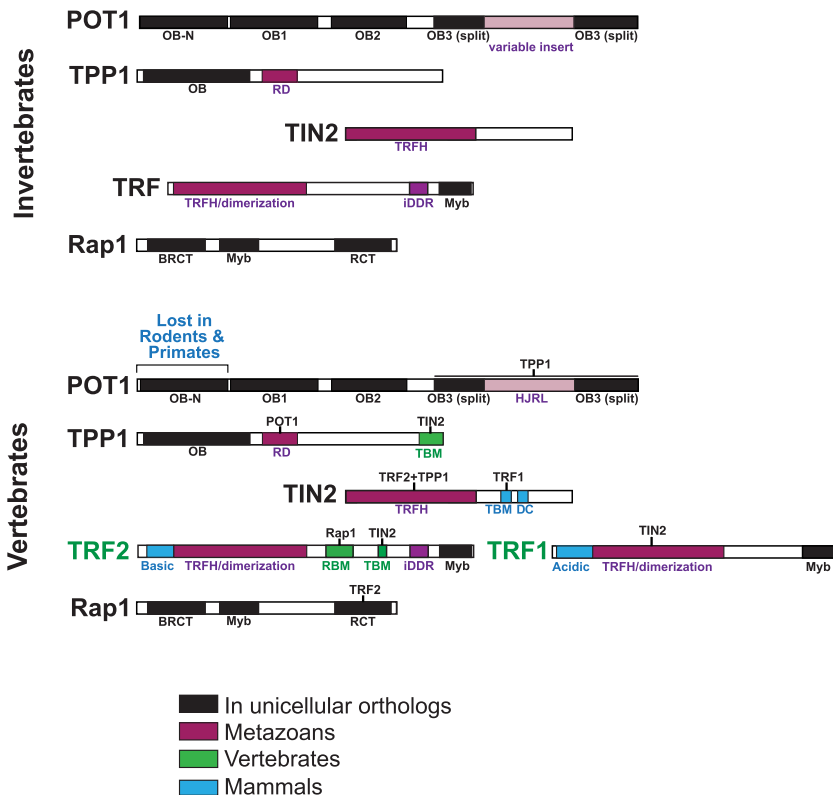 Invertebrates
POT1
OB-N OB1 OB2 OB3 (split) variable insert OB3 (split)
TPP1
OB RD
TIN2
TRFH
TRF
TRFH/dimerization iDDR Myb
Rap1
BRCT Myb RCT
Vertebrates
Lost in
Rodents &
Primates
TPP1
POT1
OB-N OB1 OB2 OB3 (split) HJRL OB3 (split)
POT1 TIN2
TPP1
OB RD TBM
TRF2+TPP1 TRF1
TIN2
TRFH TBM DC
Rap1 TIN2
TRF2
Basic TRFH/dimerization RBM TBM iDDR Myb
TIN2
TRF1
Acidic TRFH/dimerization Myb
TRF2
Rap1
BRCT Myb RCT
In unicellular orthologs
Metazoans
Vertebrates
Mammals